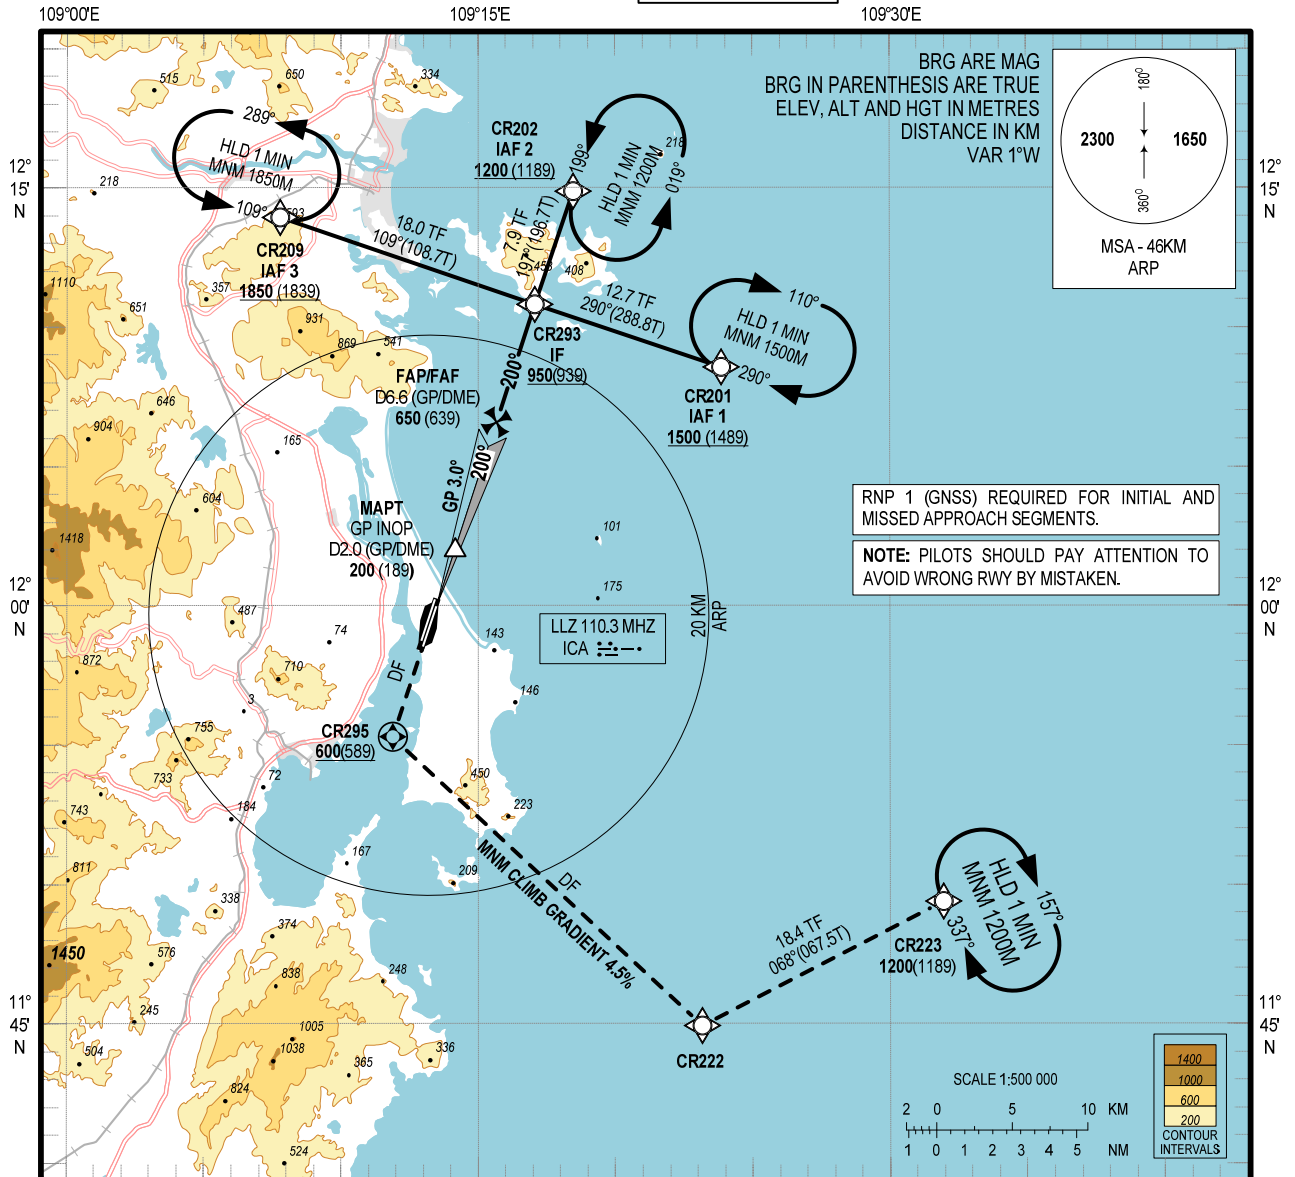 109°00'E
109°15'E
109°30'E
BRG ARE MAG
BRG IN PARENTHESIS ARE TRUE
ELEV, ALT AND HGT IN METRES
DISTANCE IN KM
VAR 1°W
180°
2300
1650
360°
MSA - 46KM
ARP
12°
15'
N
12°
15'
N
515
650
334
289°
HLD 1 MIN
MNM 1850M
109°
593
218
CR209
IAF 3
1850 (1839)
18.0 TF
109°(108.7T)
CR202
IAF 2
1200 (1189)
199°
HLD 1 MIN
MNM 1200M
019°
218
7.9 TF
197°(196.7T)
453
408
12.7 TF
290°(288.8T)
CR293
IF
950(939)
110°
HLD 1 MIN
MNM 1500M
290°
CR201
IAF 1
1500 (1489)
1110
651
357
931
869
541
FAP/FAF
D6.6 (GP/DME)
650 (639)
200°
200°
GP 3.0°
646
904
165
604
1418
MAPT
GP INOP
D2.0 (GP/DME)
200 (189)
101
175
RNP 1 (GNSS) REQUIRED FOR INITIAL AND
MISSED APPROACH SEGMENTS.
NOTE: PILOTS SHOULD PAY ATTENTION TO
AVOID WRONG RWY BY MISTAKEN.
12°
00'
N
12°
00'
N
20 KM
ARP
LLZ 110.3 MHZ
ICA
487
74
143
872
710
146
3
DF
CR295
600(589)
755
733
72
450
743
184
223
811
167
209
338
DF
MNM CLIMB GRADIENT 4.5%
374
1450
576
838
248
245
1005
1038
504
365
336
824
524
18.4 TF
068°(067.5T)
CR223
1200(1189)
HLD 1 MIN
MNM 1200M
157°
337°
CR222
11°
45'
N
11°
45'
N
SCALE 1:500 000
2 0 5 10 KM
1 0 1 2 3 4 5 NM
1400
1000
600
200
CONTOUR
INTERVALS